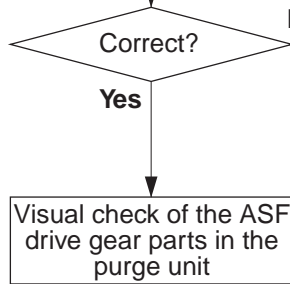 Correct?
Yes
Visual check of the ASF
drive gear parts in the
purge unit